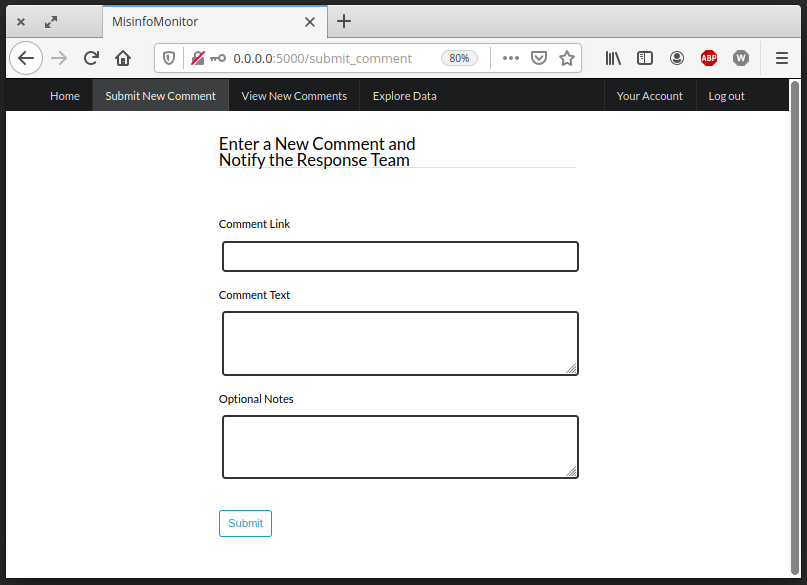 MisinfoMonitor
0.0.0.0:5000/submit_comment 80% ABP W
Home Submit New Comment View New Comments Explore Data Your Account Log out
Enter a New Comment and
Notify the Response Team
Comment Link
Comment Text
Optional Notes
Submit